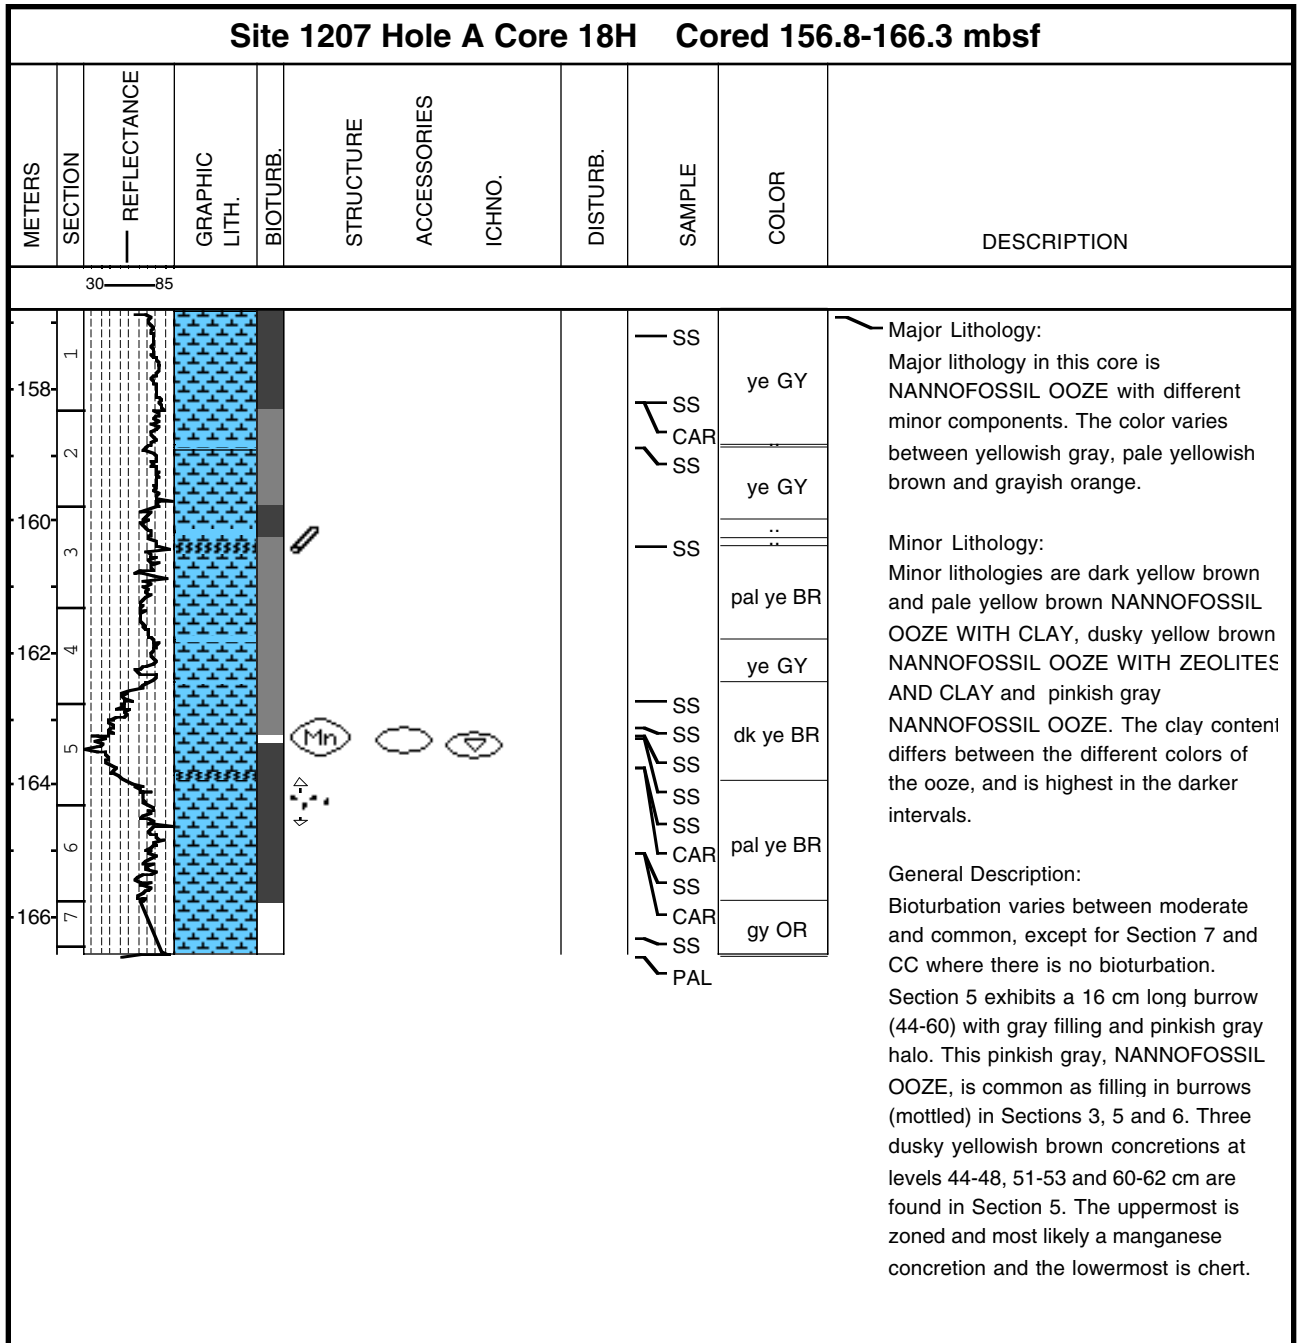 Site 1207 Hole A Core 18H Cored 156.8-166.3 mbsf
METERS
SECTION
REFLECTANCE
GRAPHIC
LITH.
BIOTURB.
STRUCTURE
ACCESSORIES
ICHNO.
DISTURB.
SAMPLE
COLOR
DESCRIPTION
30 85
158
160
162
164
166
1
2
3
4
5
6
7
Mn
SS
SS
CAR
SS
SS
SS
SS
SS
SS
SS
CAR
SS
CAR
SS
PAL
ye GY
..
ye GY
..
..
pal ye BR
ye GY
dk ye BR
pal ye BR
gy OR
Major Lithology:
Major lithology in this core is
NANNOFOSSIL OOZE with different
minor components. The color varies
between yellowish gray, pale yellowish
brown and grayish orange.
Minor Lithology:
Minor lithologies are dark yellow brown
and pale yellow brown NANNOFOSSIL
OOZE WITH CLAY, dusky yellow brown
NANNOFOSSIL OOZE WITH ZEOLITES
AND CLAY and pinkish gray
NANNOFOSSIL OOZE. The clay content
differs between the different colors of
the ooze, and is highest in the darker
intervals.
General Description:
Bioturbation varies between moderate
and common, except for Section 7 and
CC where there is no bioturbation.
Section 5 exhibits a 16 cm long burrow
(44-60) with gray filling and pinkish gray
halo. This pinkish gray, NANNOFOSSIL
OOZE, is common as filling in burrows
(mottled) in Sections 3, 5 and 6. Three
dusky yellowish brown concretions at
levels 44-48, 51-53 and 60-62 cm are
found in Section 5. The uppermost is
zoned and most likely a manganese
concretion and the lowermost is chert.